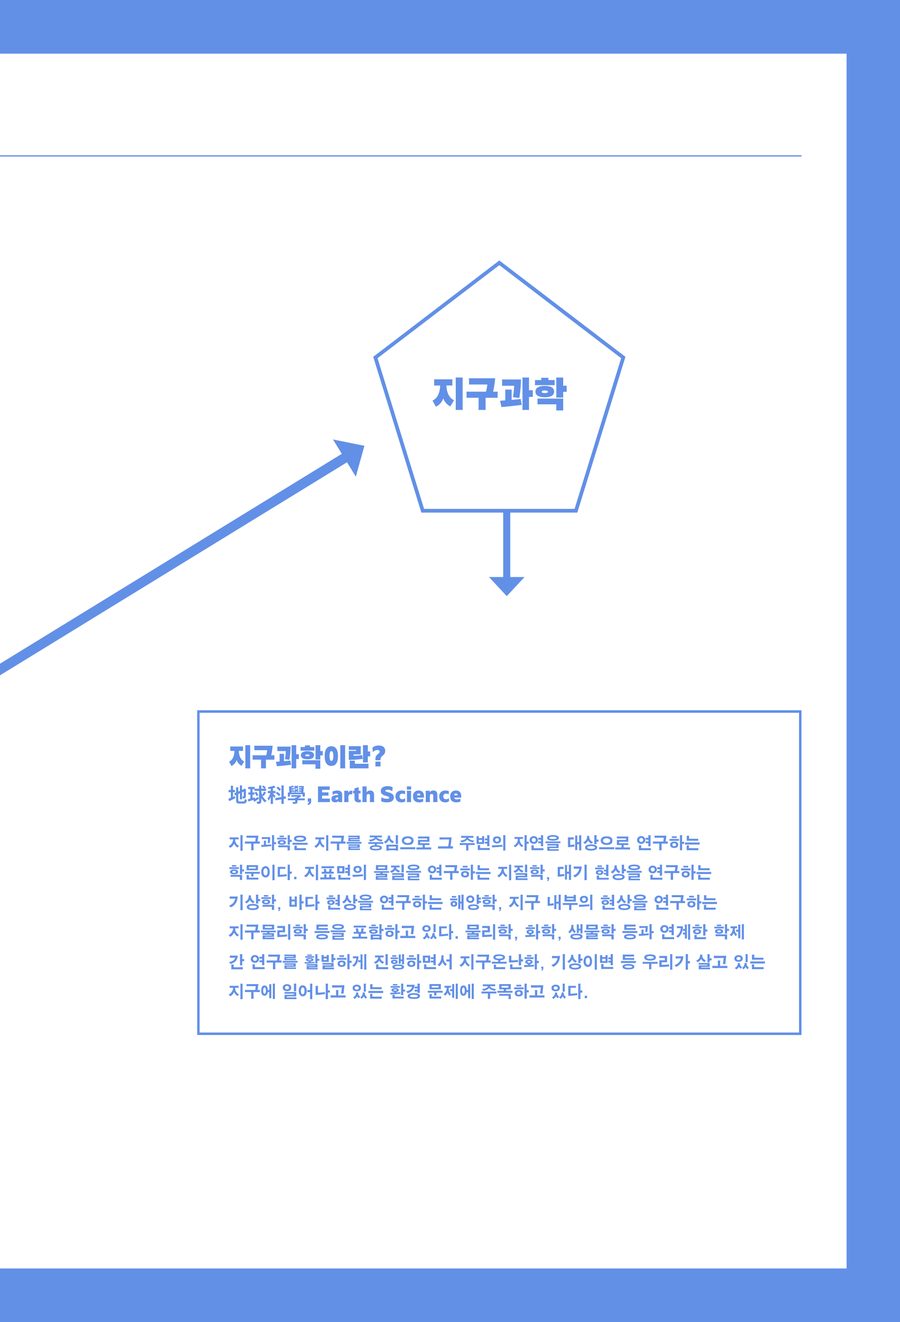 지구과학
지구과학이란?
地球科學, Earth Science
지구과학은 지구를 중심으로 그 주변의 자연을 대상으로 연구하는
학문이다. 지표면의 물질을 연구하는 지질학, 대기 현상을 연구하는
기상학, 바다 현상을 연구하는 해양학, 지구 내부의 현상을 연구하는
지구물리학 등을 포함하고 있다. 물리학, 화학, 생물학 등과 연계한 학제
간 연구를 활발하게 진행하면서 지구온난화, 기상이변 등 우리가 살고 있는
지구에 일어나고 있는 환경 문제에 주목하고 있다.